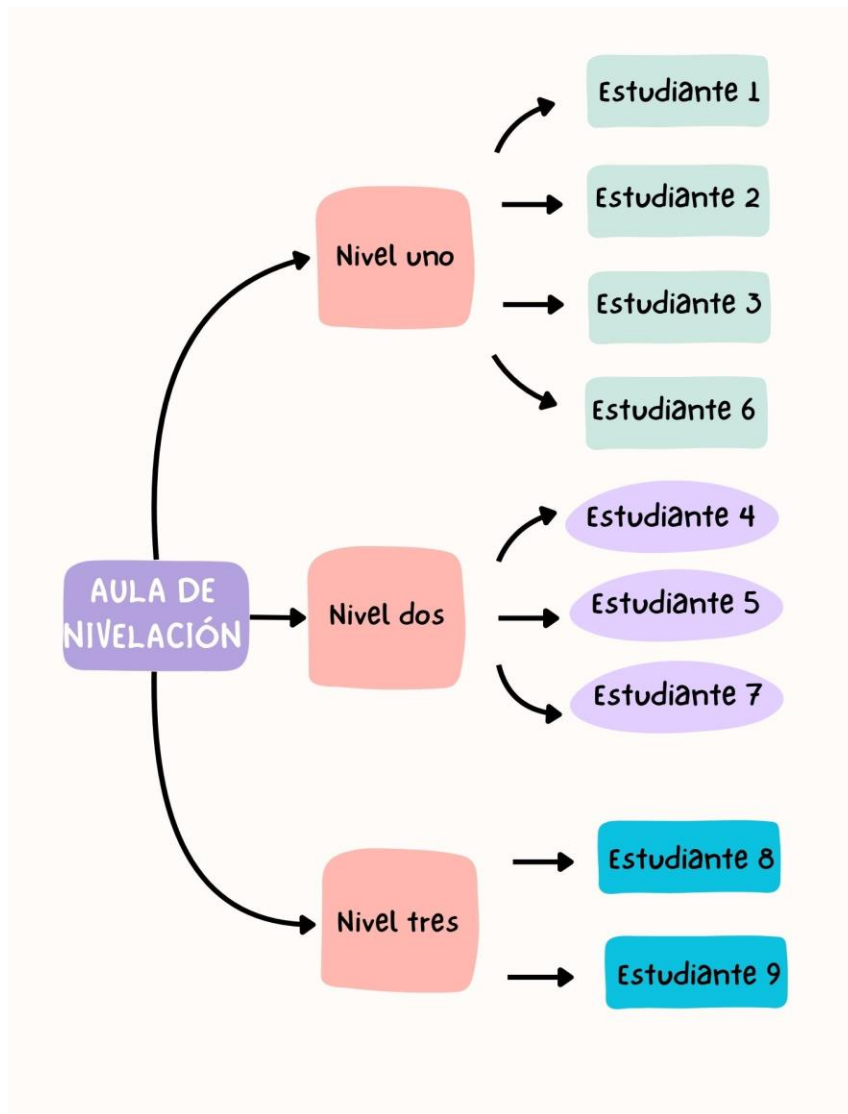 AULA DE
NIVELACIÓN
Nivel uno
Estudiante 1
Estudiante 2
Estudiante 3
Estudiante 6
Nivel dos
Estudiante 4
Estudiante 5
Estudiante 7
Nivel tres
Estudiante 8
Estudiante 9